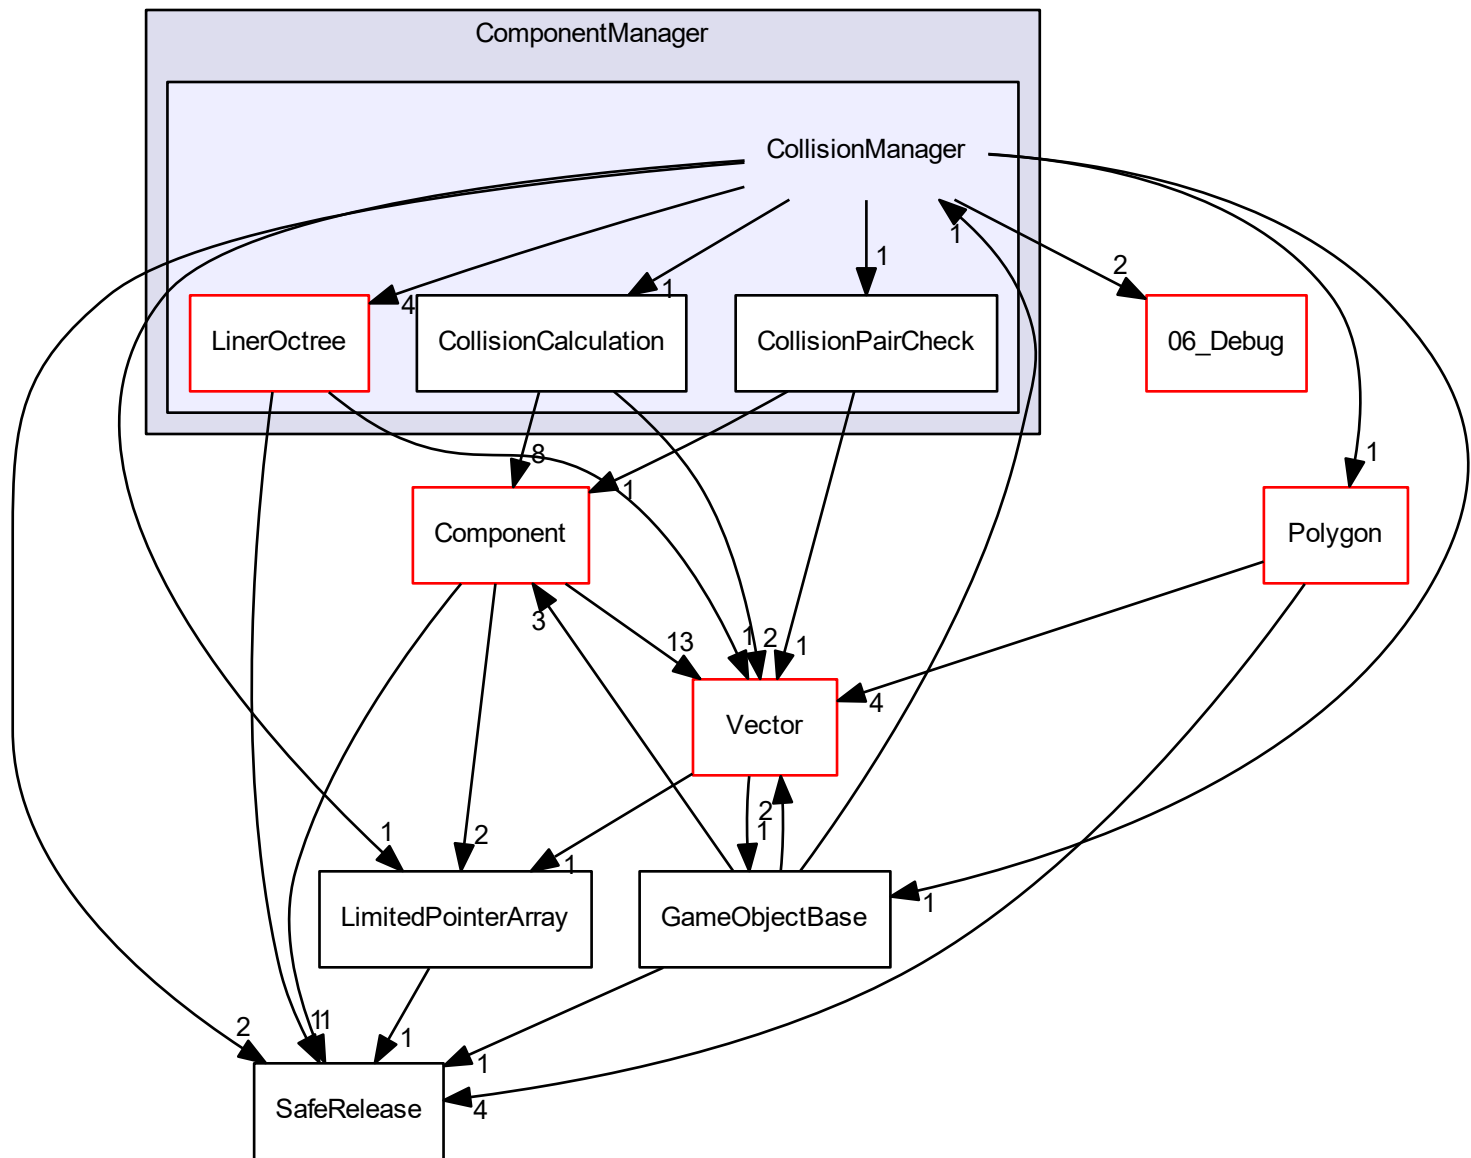 ComponentManager
CollisionManager
1
1
2
4
1
LinerOctree
CollisionCalculation
CollisionPairCheck
06_Debug
1
8
1
Component
Polygon
3
13
1
2
1
4
Vector
2
1
1
2
1
1
LimitedPointerArray
GameObjectBase
2
1
1
1
1
4
SafeRelease